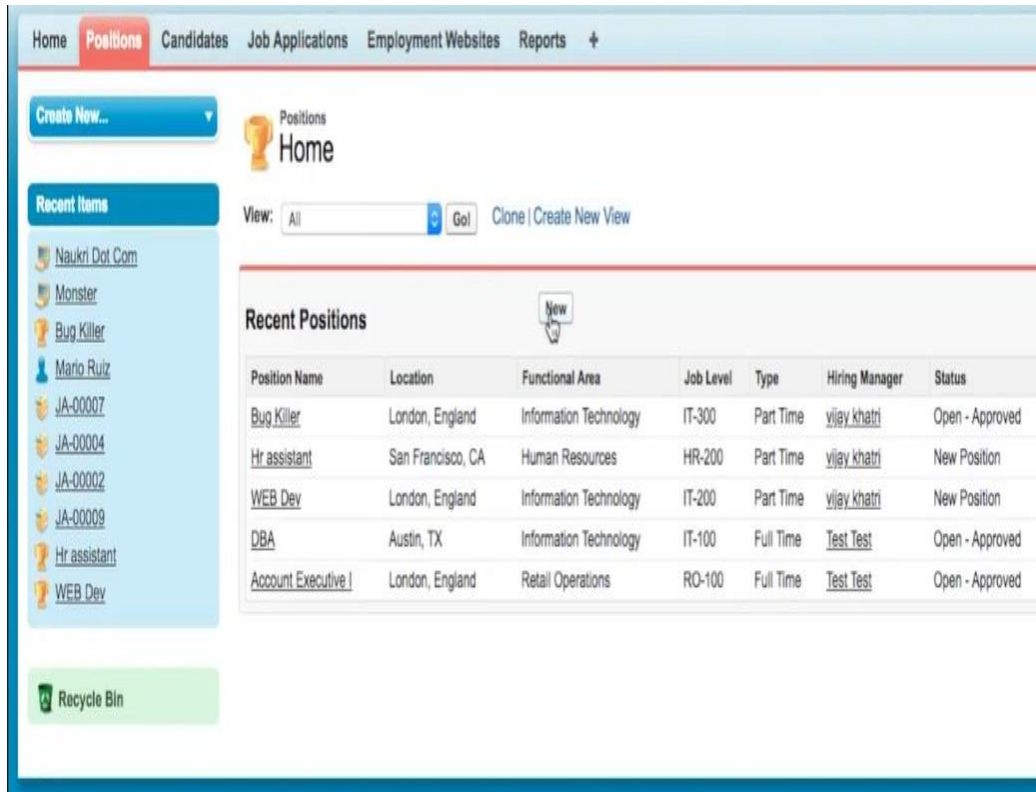 Home Positions Candidates Job Applications Employment Websites Reports +
Create New...
Positions
Home
Recent Items
View: All Go! Clone | Create New View
Naukri Dot Com
Monster
Bug Killer
Mario Ruiz
JA-00007
JA-00004
JA-00002
JA-00009
Hr assistant
WEB Dev
Recycle Bin
Recent Positions New
Position Name Location Functional Area Job Level Type Hiring Manager Status
Bug Killer London, England Information Technology IT-300 Part Time vijay khatri Open - Approved
Hr assistant San Francisco, CA Human Resources HR-200 Part Time vijay khatri New Position
WEB Dev London, England Information Technology IT-200 Part Time vijay khatri New Position
DBA Austin, TX Information Technology IT-100 Full Time Test Test Open - Approved
Account Executive I London, England Retail Operations RO-100 Full Time Test Test Open - Approved